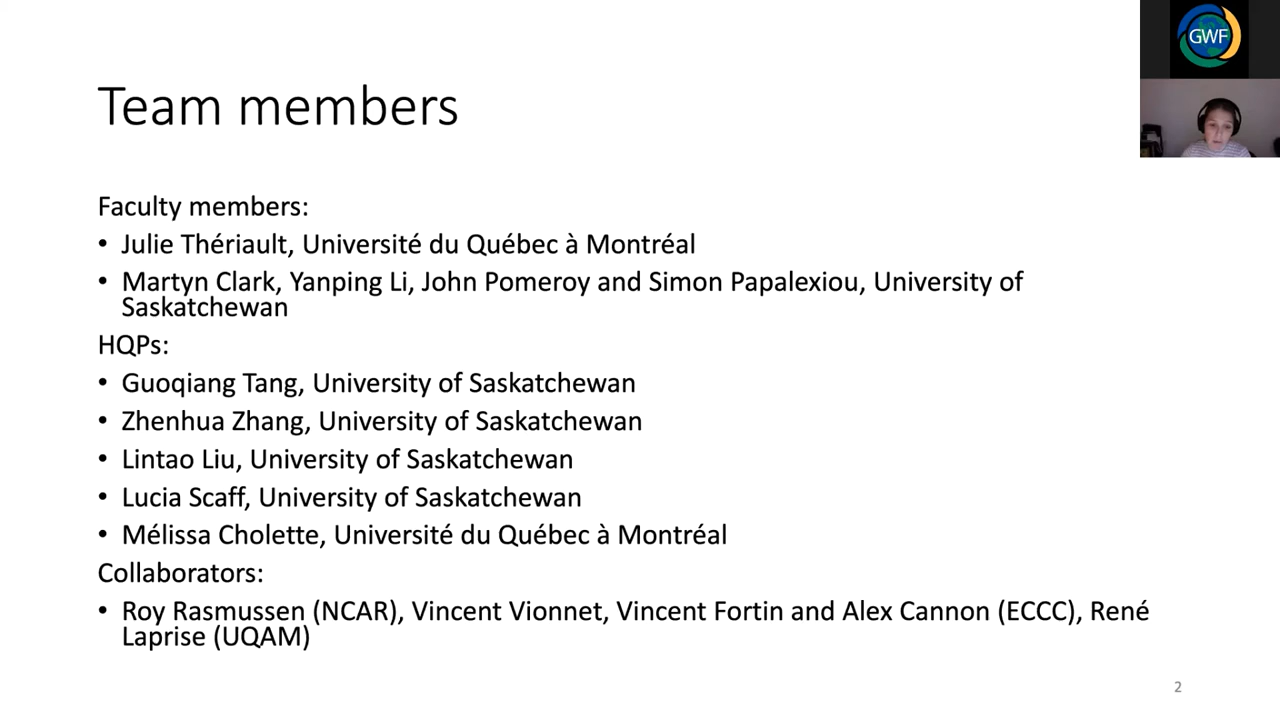 GWF
Team members
Faculty members:
• Julie Thériault, Université du Québec à Montréal
• Martyn Clark, Yanping Li, John Pomeroy and Simon Papalexiou, University of
Saskatchewan
HQPs:
• Guoqiang Tang, University of Saskatchewan
• Zhenhua Zhang, University of Saskatchewan
• Lintao Liu, University of Saskatchewan
• Lucia Scaff, University of Saskatchewan
• Mélissa Cholette, Université du Québec à Montréal
Collaborators:
• Roy Rasmussen (NCAR), Vincent Vionnet, Vincent Fortin and Alex Cannon (ECCC), René
Laprise (UQAM)
2